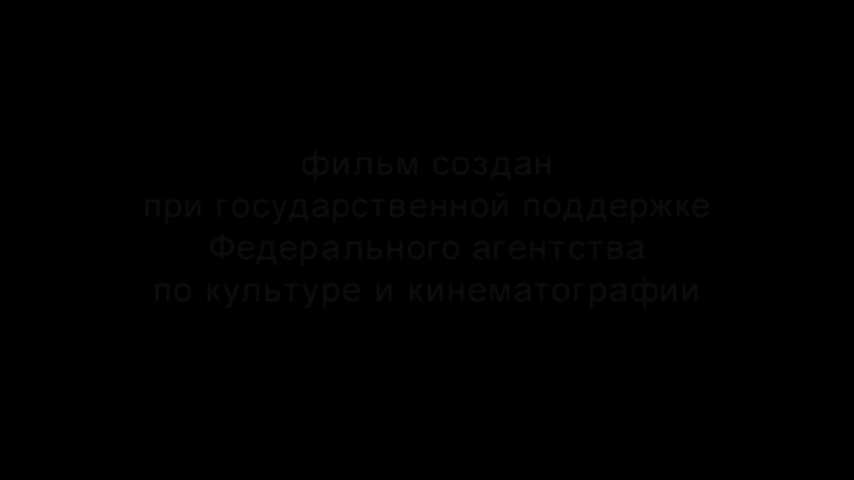 фильм создан
при государственной поддержке
Федерального агентства
по культуре и кинематографии